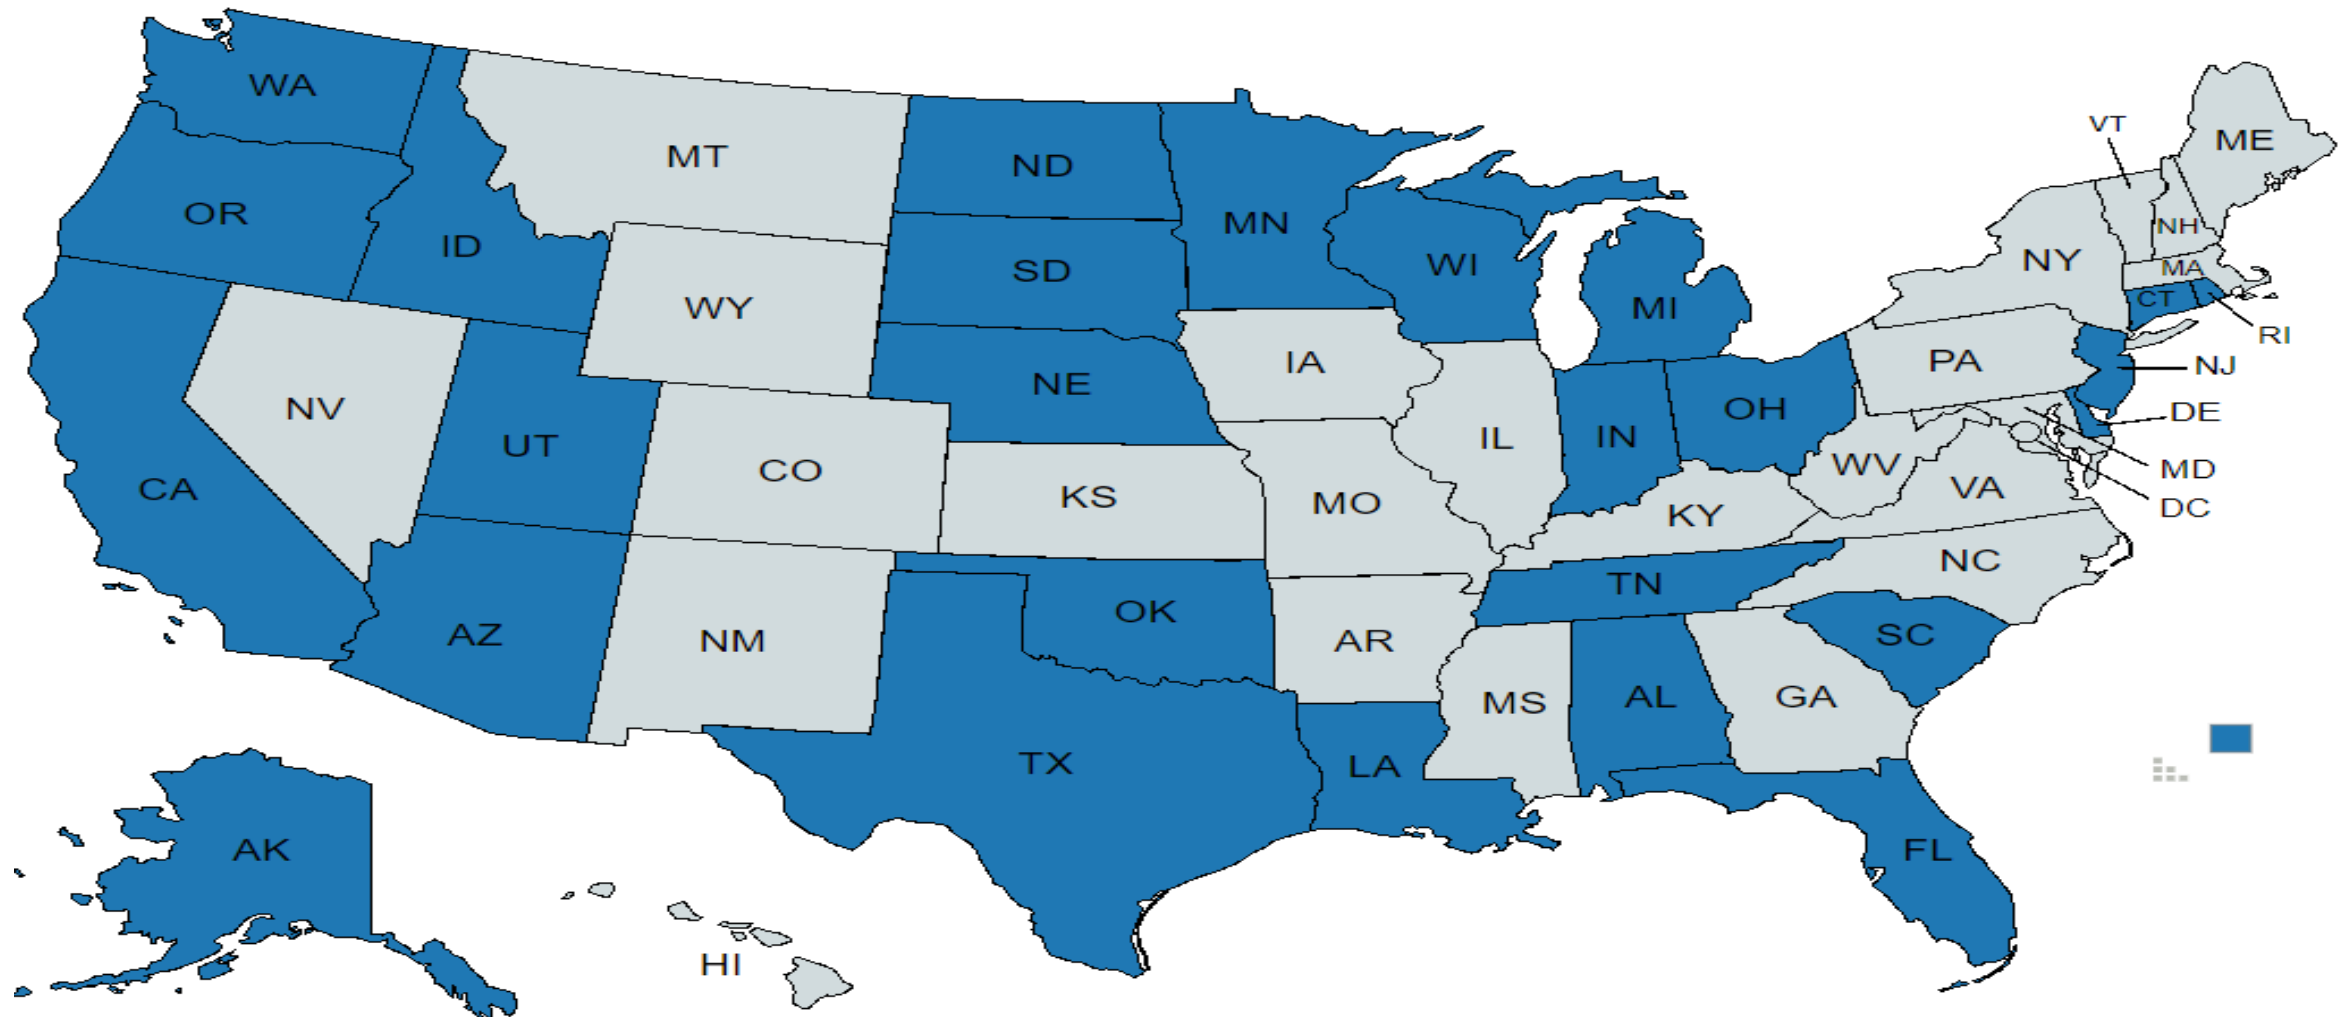 WA
MT
ND
MN
VT
ME
OR
ID
SD
WI
MI
NH
NY
MA
CT
RI
WY
NE
IA
PA
NJ
NV
UT
CO
KS
MO
IL
IN
OH
DE
WV
MD
VA
DC
CA
KY
NC
TN
AZ
NM
OK
AR
SC
MS
AL
GA
TX
LA
AK
FL
HI